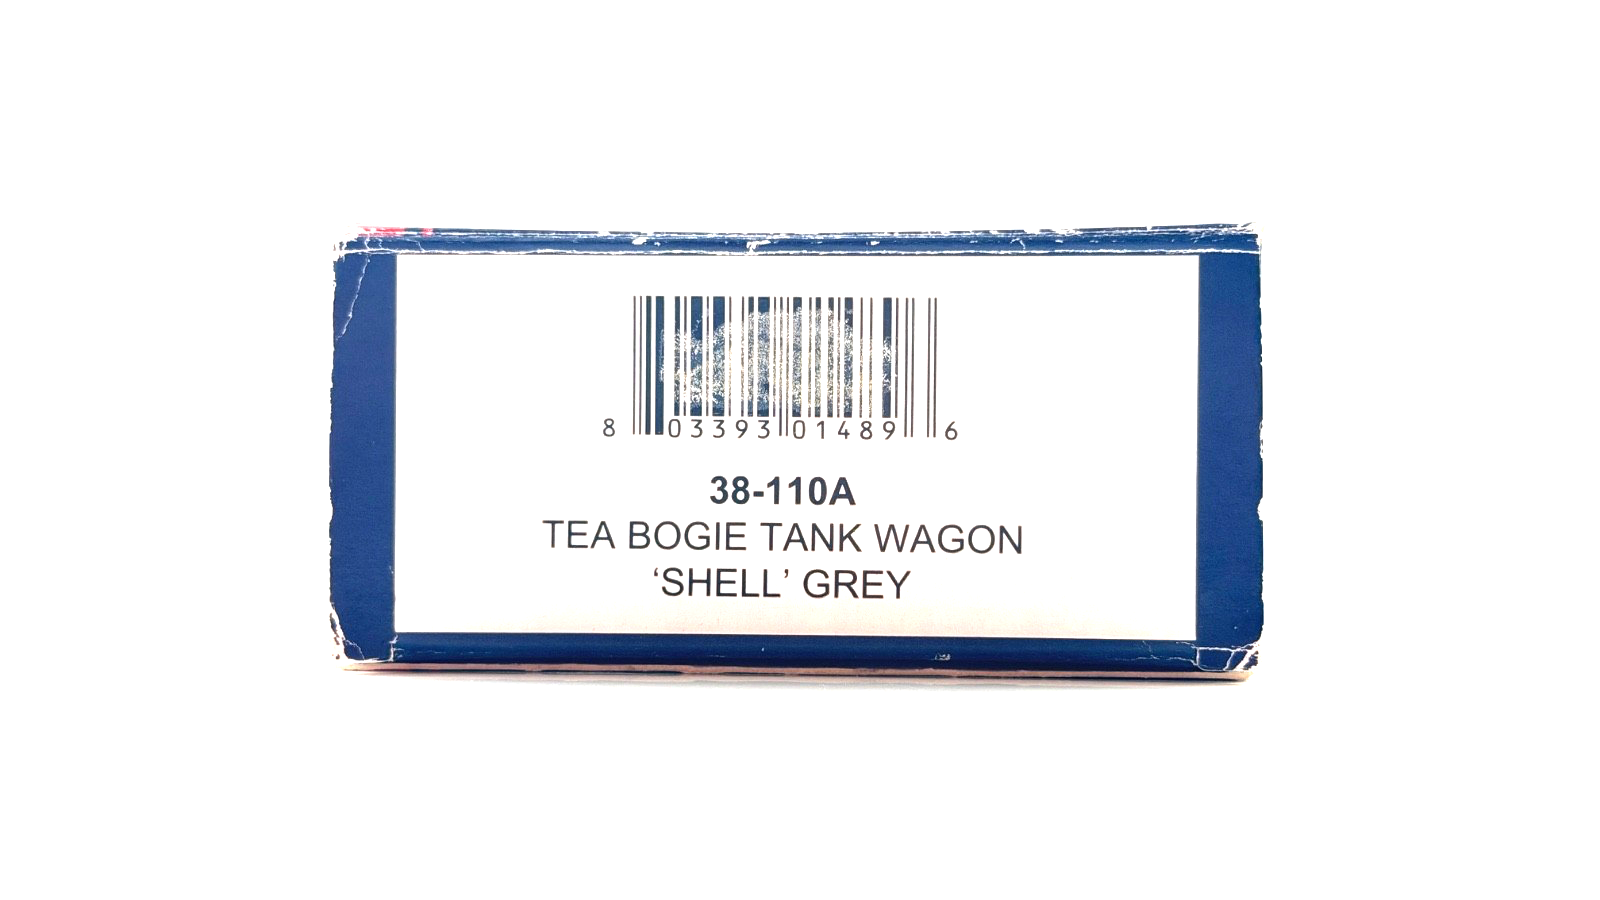 8 03393 01489 6
38-110A
TEA BOGIE TANK WAGON
‘SHELL’ GREY